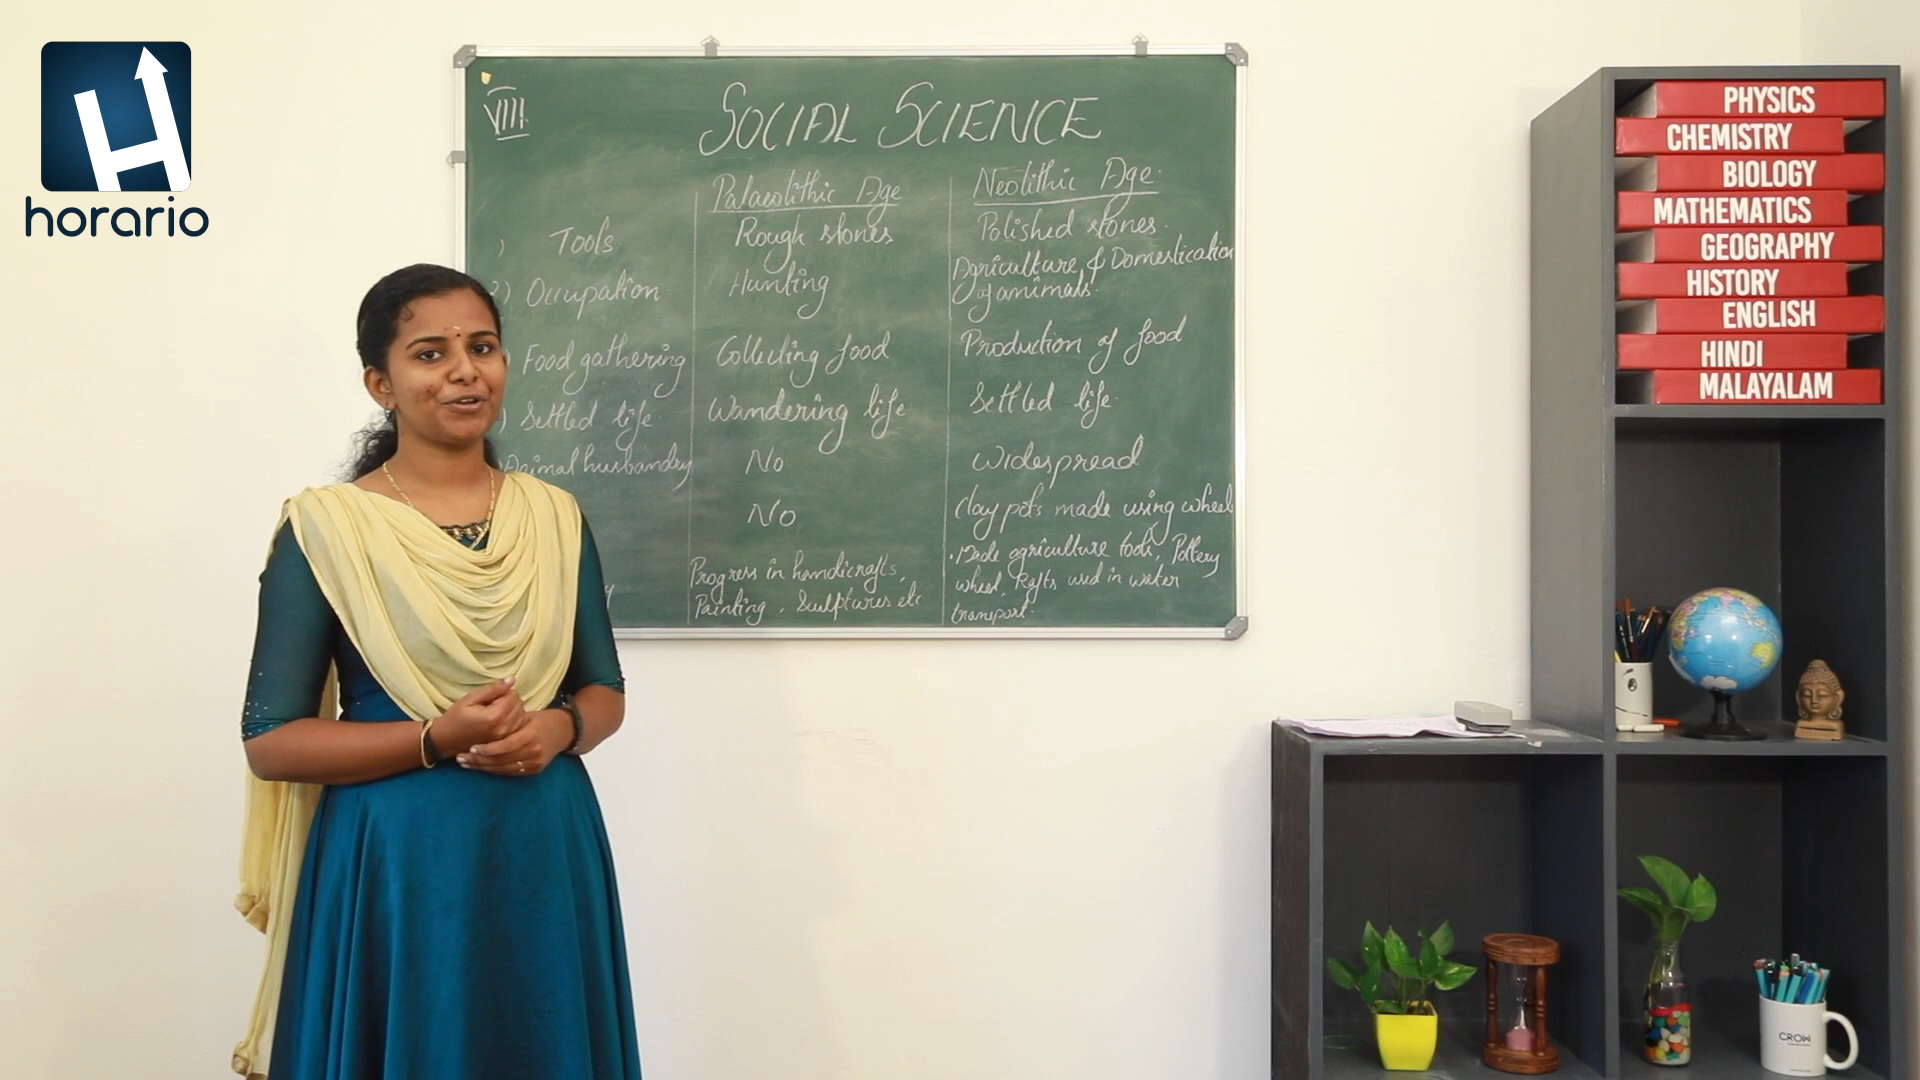 horario
VIII
SOCIAL SCIENCE
Palaeolithic Age
Neolithic Age
Tools
Rough stones
Polished stones.
2) Occupation
Hunting
Agriculture & Domestication
of animals.
Food gathering
Collecting food
Production of food
) Settled life
Wandering life
Settled life
Animal husbandry
No
Widespread
No
Clay pots made using wheel
Progress in handicrafts,
Painting, Sculptures etc
. Made agriculture tools, Pottery
wheel, Rafts used in water
transport.
PHYSICS
CHEMISTRY
BIOLOGY
MATHEMATICS
GEOGRAPHY
HISTORY
ENGLISH
HINDI
MALAYALAM
CROW